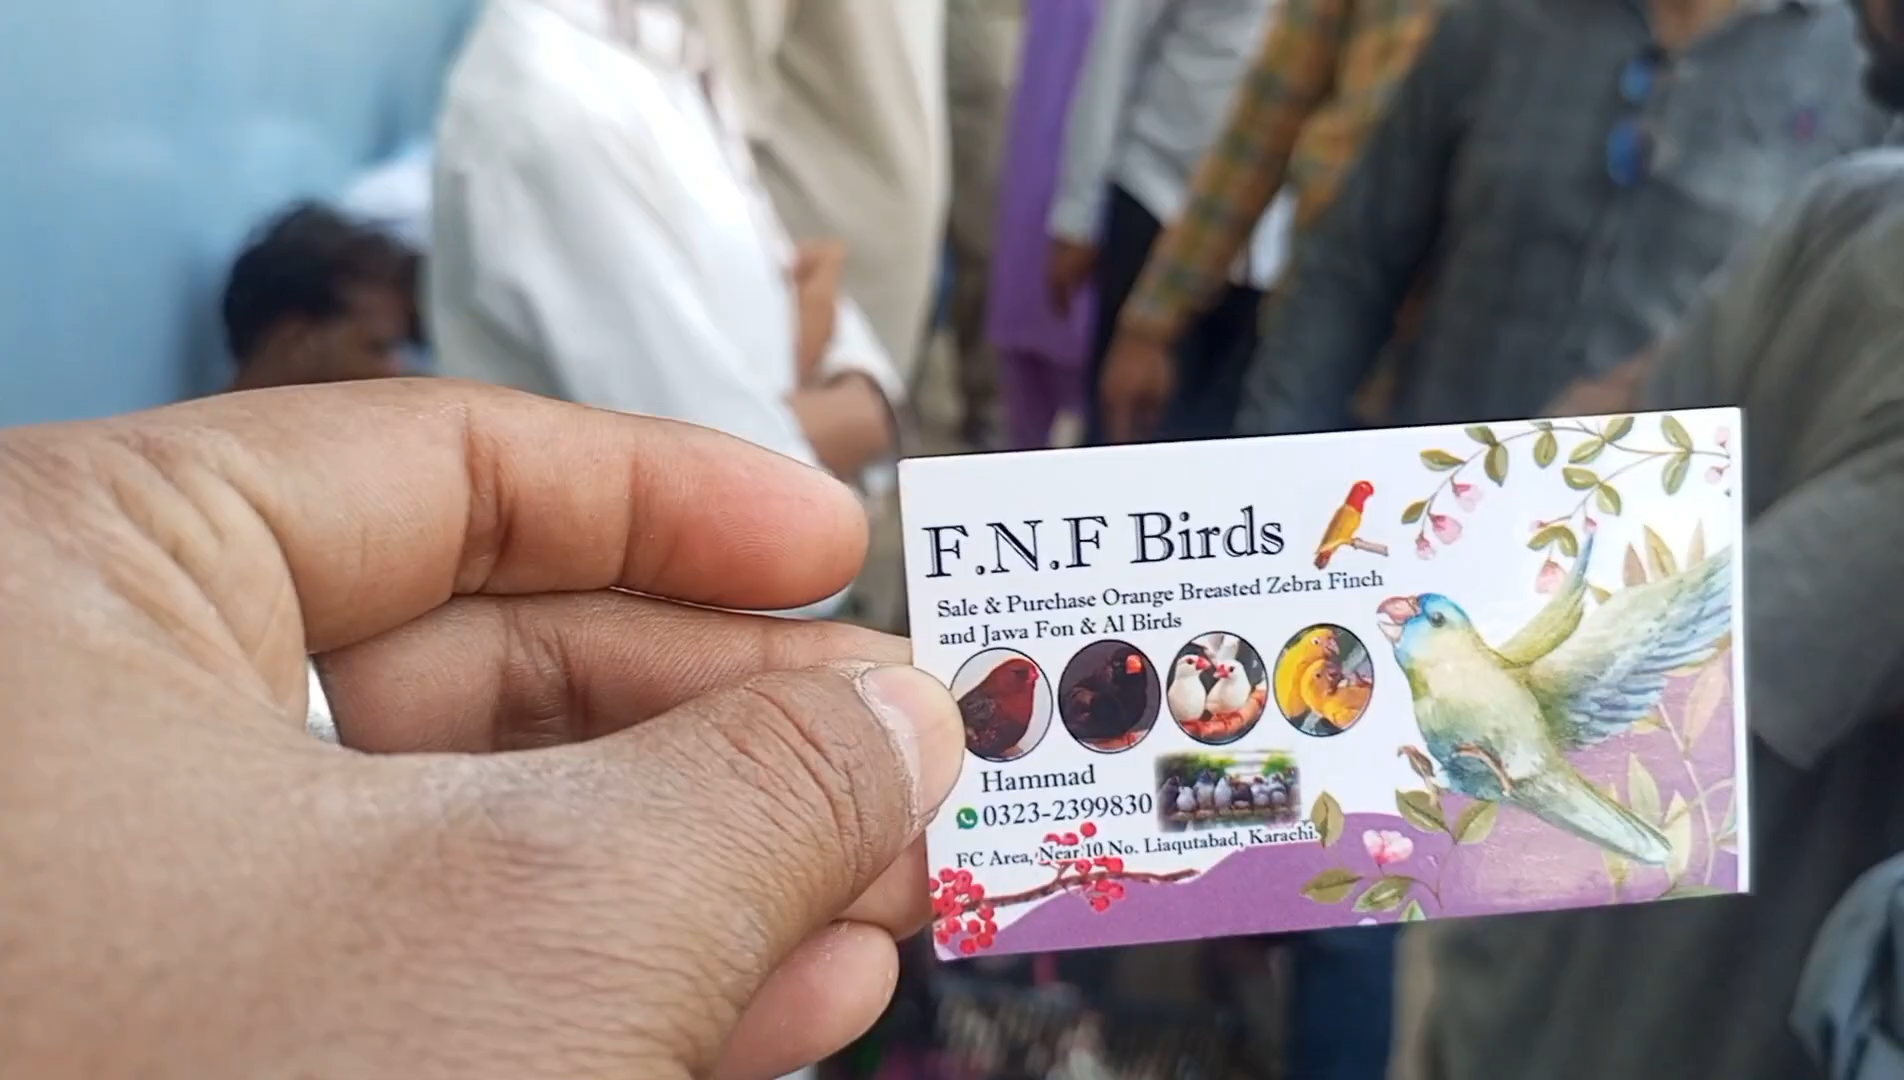 F.N.F Birds
Sale & Purchase Orange Breasted Zebra Finch
and Jawa Fon & Al Birds
Hammad
0323-2399830
FC Area, Near 10 No. Liaqutabad, Karachi.